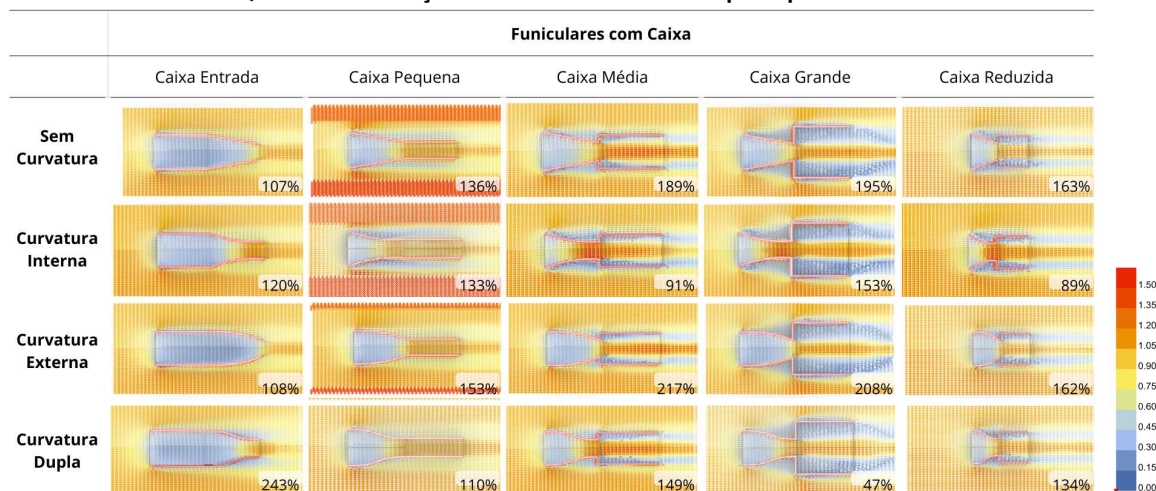 Funiculares com Caixa
Caixa Entrada Caixa Pequena Caixa Média Caixa Grande Caixa Reduzida
Sem
Curvatura
107% 136% 189% 195% 163%
Curvatura
Interna
120% 133% 91% 153% 89%
Curvatura
Externa
108% 153% 217% 208% 162%
Curvatura
Dupla
243% 110% 149% 47% 134%
1.50
1.35
1.20
1.05
0.90
0.75
0.60
0.45
0.30
0.15
0.00